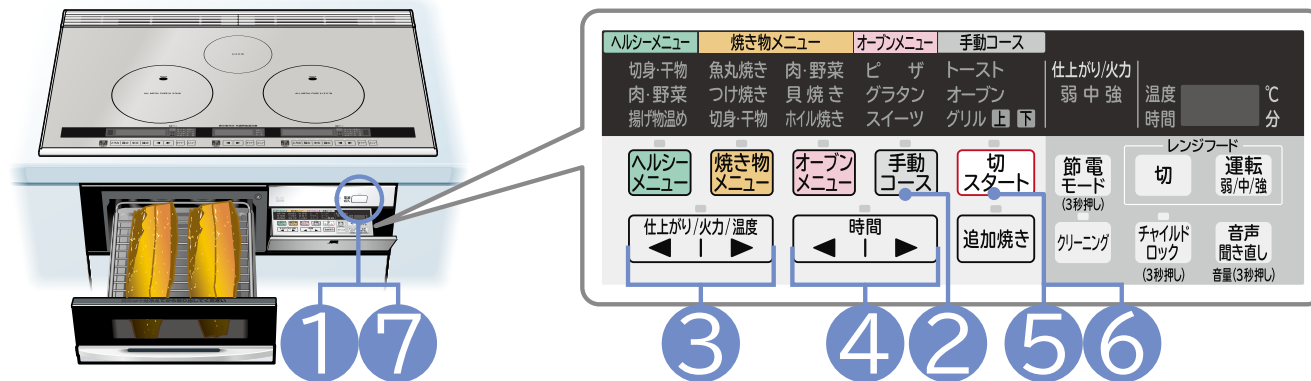 ヘルシーメニュー 焼き物メニュー オーブンメニュー 手動コース
切身・干物 魚丸焼き 肉・野菜 ピザ トースト
肉・野菜 つけ焼き 貝焼き グラタン オーブン
揚げ物温め 切身・干物 ホイル焼き スイーツ グリル 上 下
仕上がり/火力
弱 中 強
温度 ℃
時間 分
ヘルシー
メニュー
焼き物
メニュー
オーブン
メニュー
手動
コース
切
スタート
仕上がり/火力/温度
◀ | ▶
時間
◀ | ▶
追加焼き
節電
モード
(3秒押し)
レンジフード
切
運転
弱/中/強
クリーニング
チャイルド
ロック
(3秒押し)
音声
聞き直し
音量(3秒押し)
1 7
3 4 2 5 6